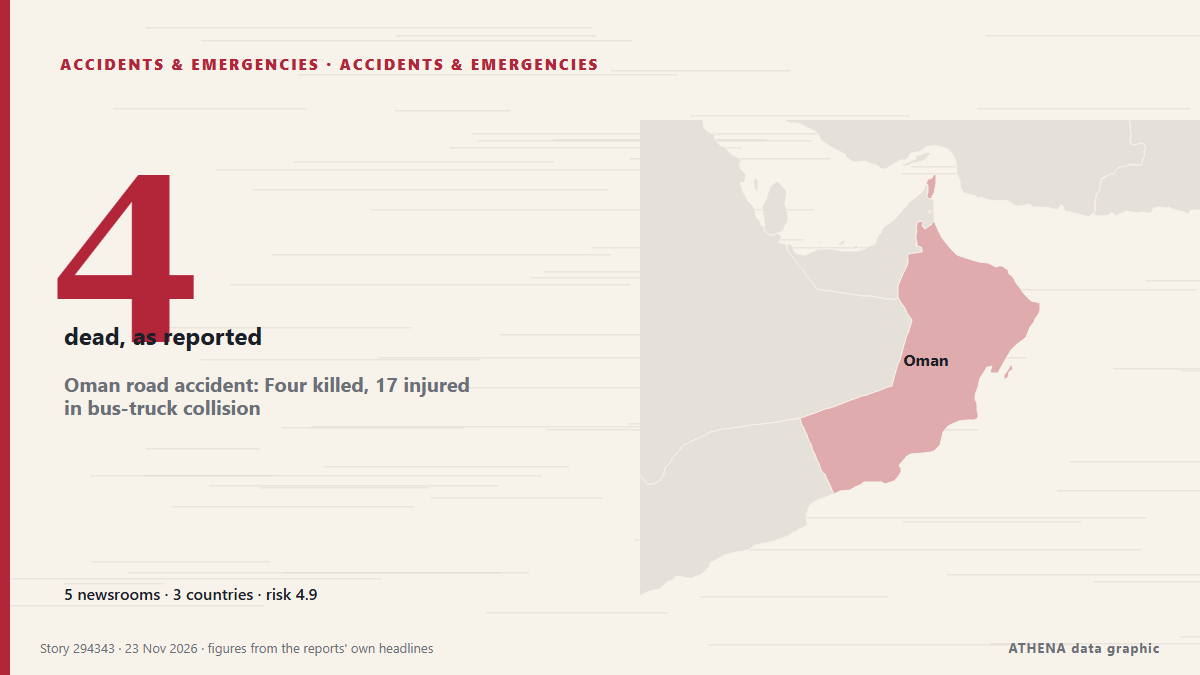 ACCIDENTS & EMERGENCIES · ACCIDENTS & EMERGENCIES
4
dead, as reported
Oman road accident: Four killed, 17 injured
in bus-truck collision
Oman
5 newsrooms · 3 countries · risk 4.9
Story 294343 · 23 Nov 2026 · figures from the reports' own headlines
ATHENA data graphic